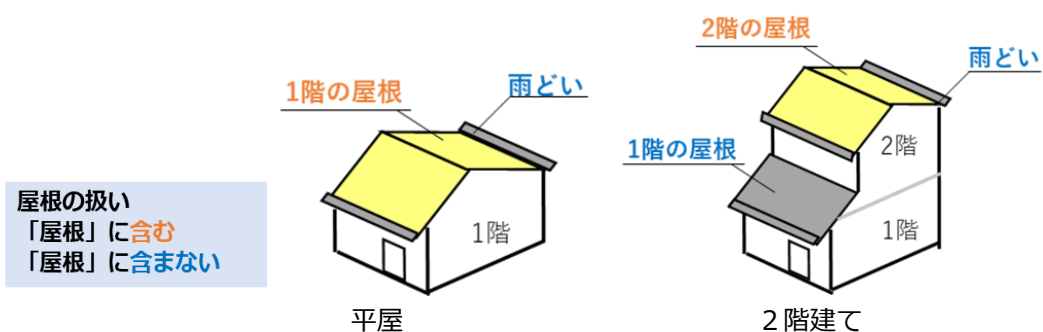 屋根の扱い
「屋根」に含む
「屋根」に含まない
1階の屋根
雨どい
1階
平屋
2階の屋根
雨どい
1階の屋根
2階
1階
２階建て